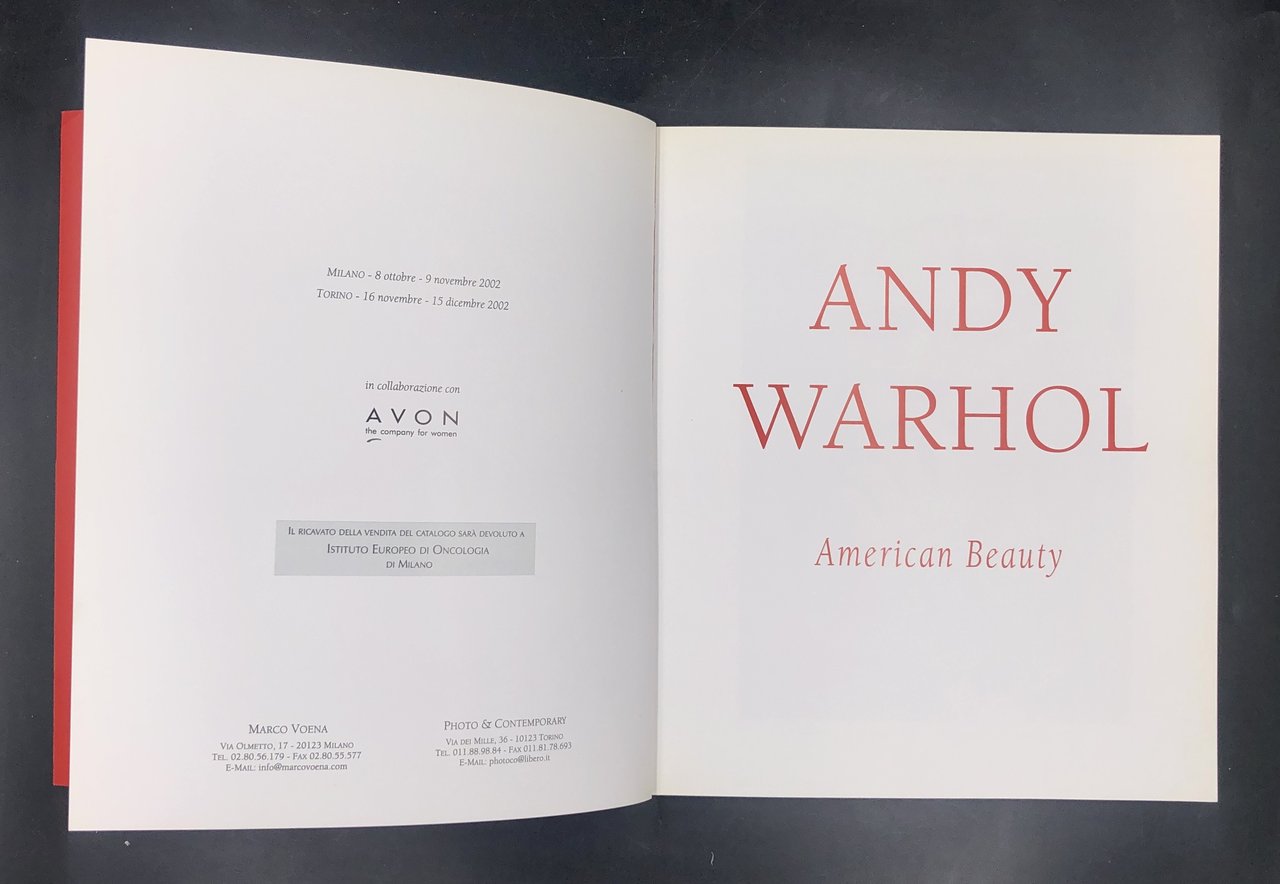 MILANO - 8 ottobre - 9 novembre 2002
TORINO - 16 novembre - 15 dicembre 2002
in collaborazione con
AVON
the company for women
IL RICAVATO DELLA VENDITA DEL CATALOGO SARÀ DEVOLUTO A
ISTITUTO EUROPEO DI ONCOLOGIA
DI MILANO
MARCO VOENA
VIA OLMETTO, 17 - 20123 MILANO
TEL. 02.80.56.179 - FAX 02.80.55.577
E-MAIL: info@marcovoena.com
PHOTO & CONTEMPORARY
VIA DEI MILLE, 36 - 10123 TORINO
TEL. 011.88.98.84 - FAX 011.81.78.693
E-MAIL: photoco@libero.it
ANDY
WARHOL
American Beauty